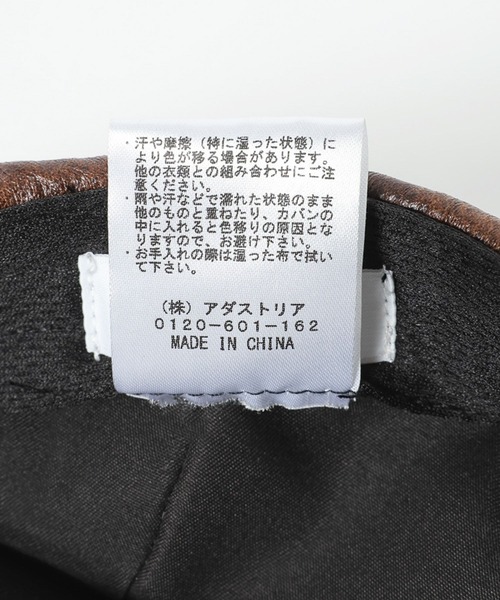 ・汗や摩擦（特に湿った状態）に
より色が移る場合があります。
他の衣類との組み合わせにご注
意ください。
・雨や汗などで濡れた状態のまま
他のものと重ねたり、カバンの
中に入れると色移りの原因とな
りますので、お避け下さい。
・お手入れの際は湿った布で拭い
て下さい。
（株）アダストリア
0120-601-162
MADE IN CHINA